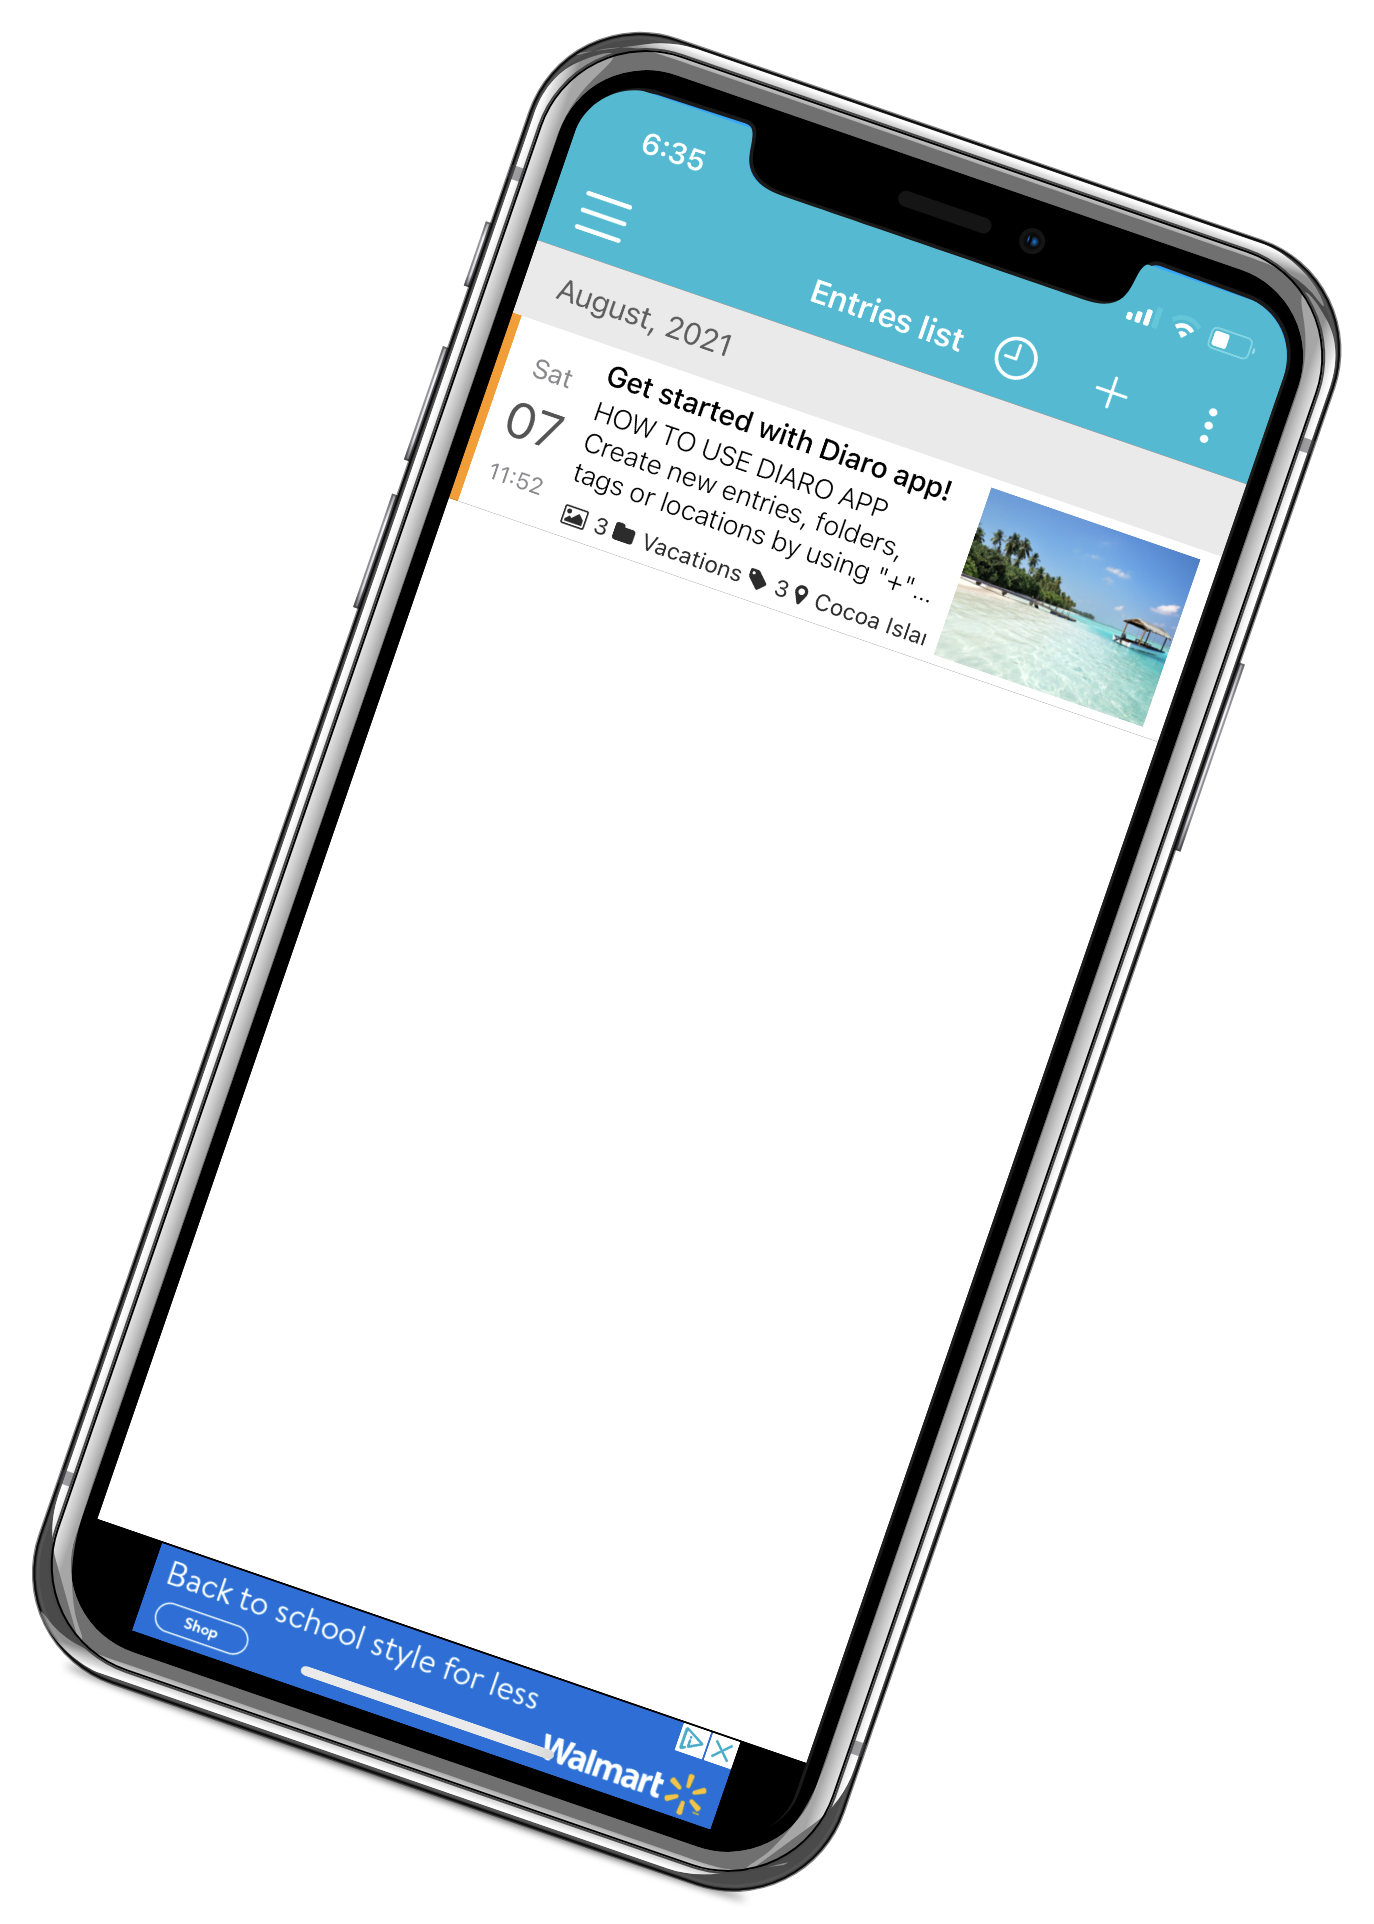 6:35
Entries list
August, 2021
Sat
07
11:52
Get started with Diaro app!
HOW TO USE DIARO APP
Create new entries, folders,
tags or locations by using "+"...
3 Vacations 3 Cocoa Islan
Back to school style for less
Shop
Walmart